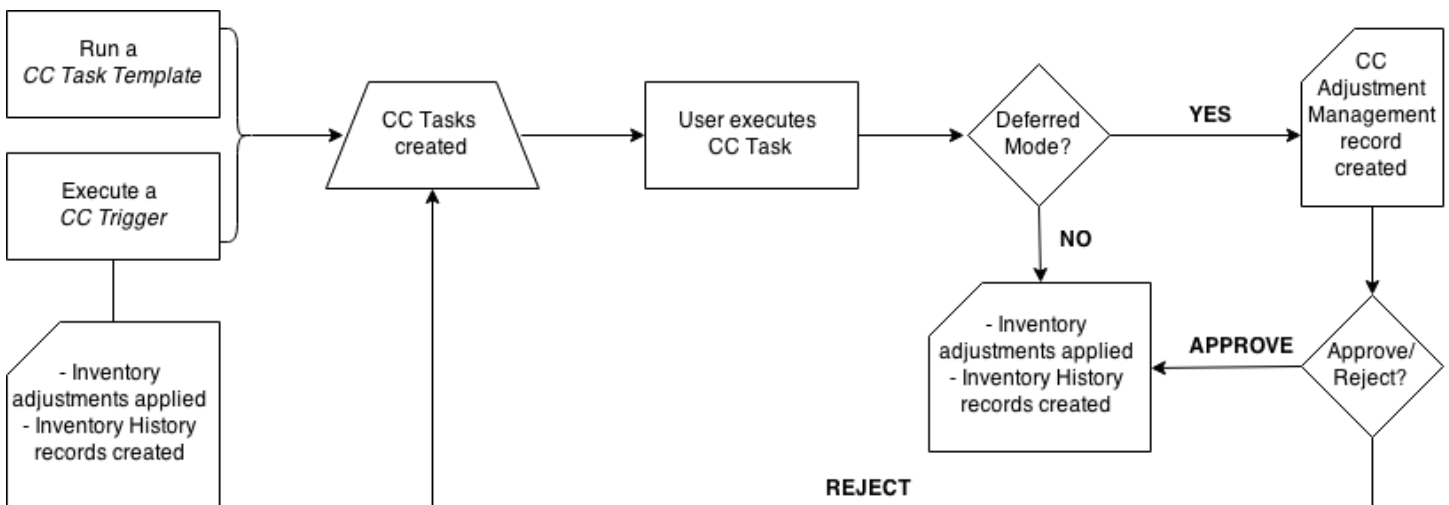 Run a
CC Task Template
Execute a
CC Trigger
- Inventory
adjustments applied
- Inventory History
records created
CC Tasks
created
User executes
CC Task
Deferred
Mode?
YES
NO
CC
Adjustment
Management
record
created
- Inventory
adjustments applied
- Inventory History
records created
APPROVE
Approve/
Reject?
REJECT